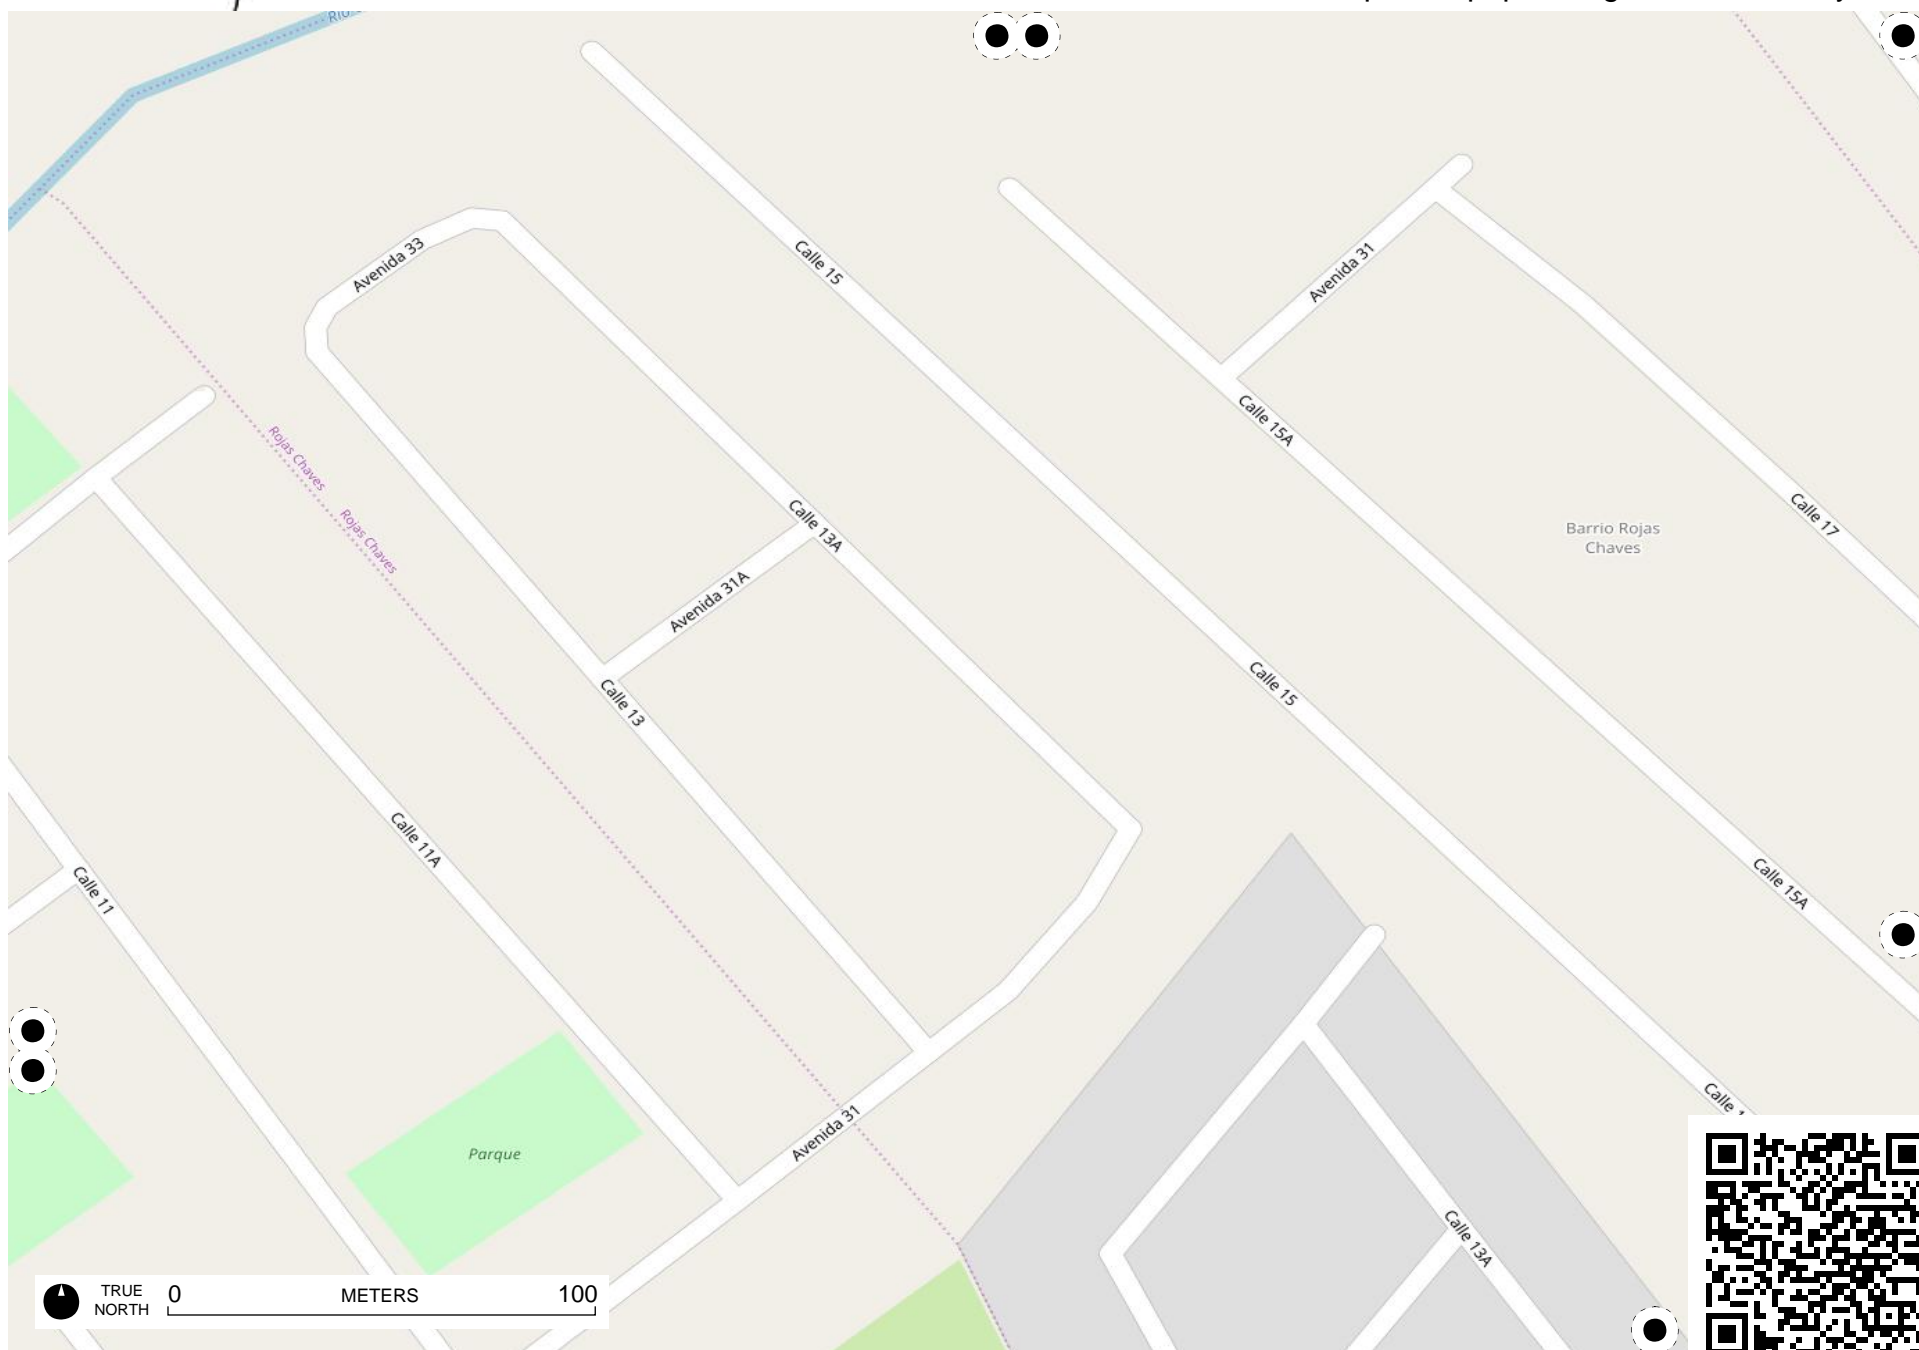 Avenida 33
Calle 15
Avenida 31
Calle 15A
Rojas Chaves
Rojas Chaves
Calle 13A
Calle 17
Barrio Rojas
Chaves
Avenida 31A
Calle 13
Calle 15
Calle 11A
Calle 11
Calle 15A
Avenida 31
Parque
Calle 13A
TRUE
NORTH
0
METERS
100